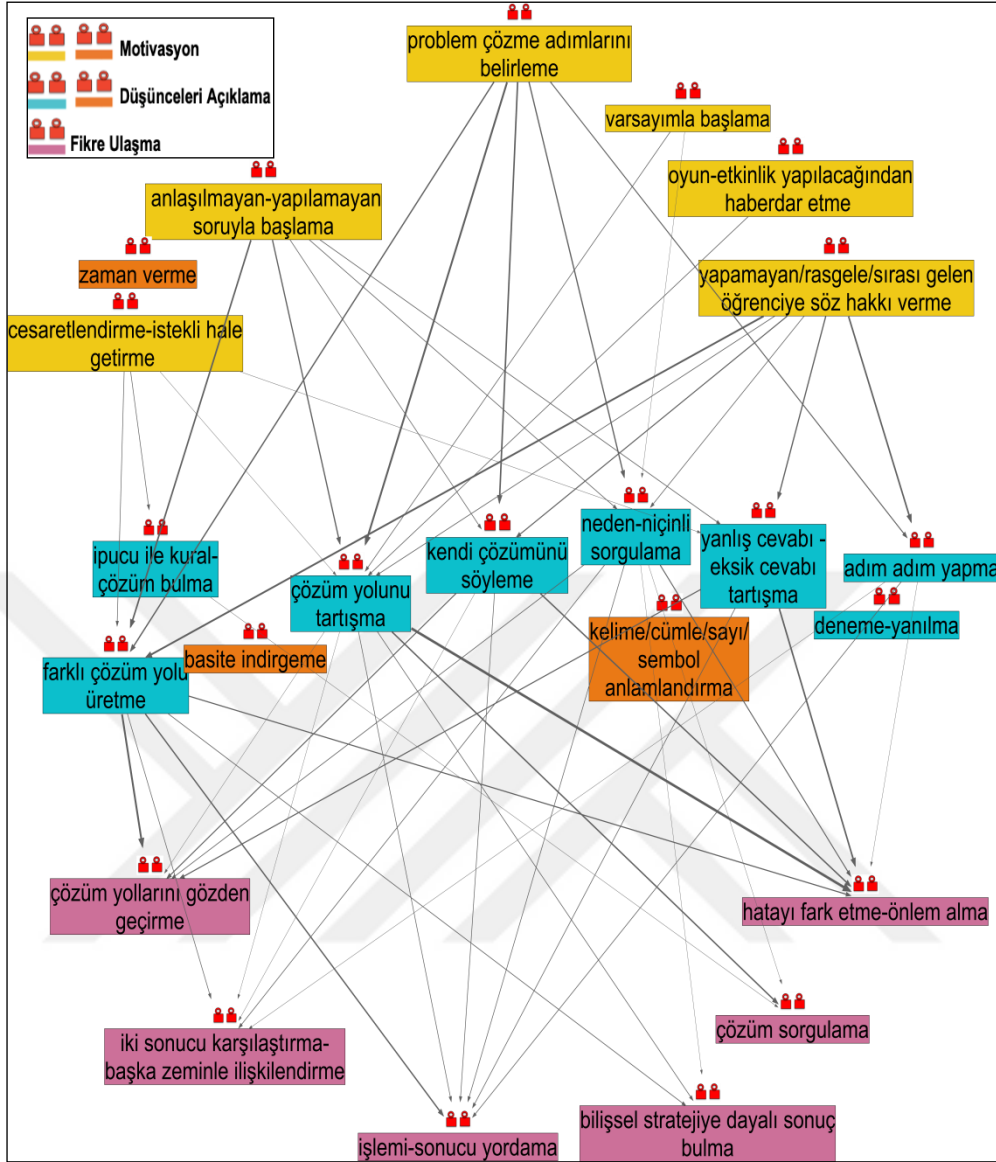 Motivasyon
Düşünceleri Açıklama
Fikre Ulaşma
problem çözme adımlarını
belirleme
varsayımla başlama
oyun-etkinlik yapılacağından
haberdar etme
anlaşılmayan-yapılamayan
soruyla başlama
zaman verme
yapamayan/rasgele/sırası gelen
öğrenciye söz hakkı verme
cesaretlendirme-istekli hale
getirme
ipucu ile kural-
çözüm bulma
çözüm yolunu
tartışma
kendi çözümünü
söyleme
neden-niçinli
sorgulama
yanlış cevabı -
eksik cevabı
tartışma
adım adım yapma
deneme-yanılma
kelime/cümle/sayı/
sembol
anlamlandırma
basite indirgeme
farklı çözüm yolu
üretme
çözüm yollarını gözden
geçirme
hatayı fark etme-önlem alma
iki sonucu karşılaştırma-
başka zeminle ilişkilendirme
çözüm sorgulama
işlemi-sonucu yordama
bilişsel stratejiye dayalı sonuç
bulma